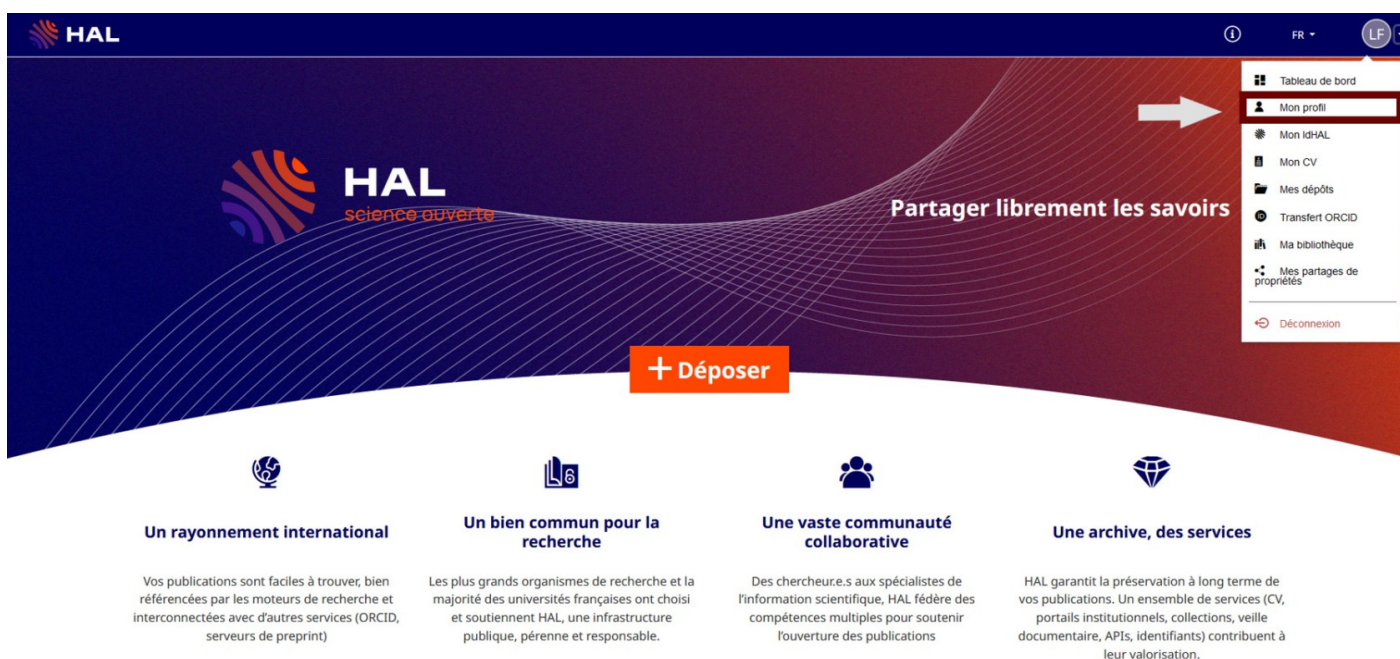 HAL
FR
LF
Tableau de bord
Mon profil
Mon IdHAL
Mon CV
Mes dépôts
Transfert ORCID
Ma bibliothèque
Mes partages de
propriétés
Déconnexion
HAL
science ouverte
Partager librement les savoirs
+ Déposer
Un rayonnement international
Vos publications sont faciles à trouver, bien
référencées par les moteurs de recherche et
interconnectées avec d'autres services (ORCID,
serveurs de preprint)
Un bien commun pour la
recherche
Les plus grands organismes de recherche et la
majorité des universités françaises ont choisi
et soutiennent HAL, une infrastructure
publique, pérenne et responsable.
Une vaste communauté
collaborative
Des chercheur.e.s aux spécialistes de
l'information scientifique, HAL fédère des
compétences multiples pour soutenir
l'ouverture des publications
Une archive, des services
HAL garantit la préservation à long terme de
vos publications. Un ensemble de services (CV,
portails institutionnels, collections, veille
documentaire, APIs, identifiants) contribuent à
leur valorisation.